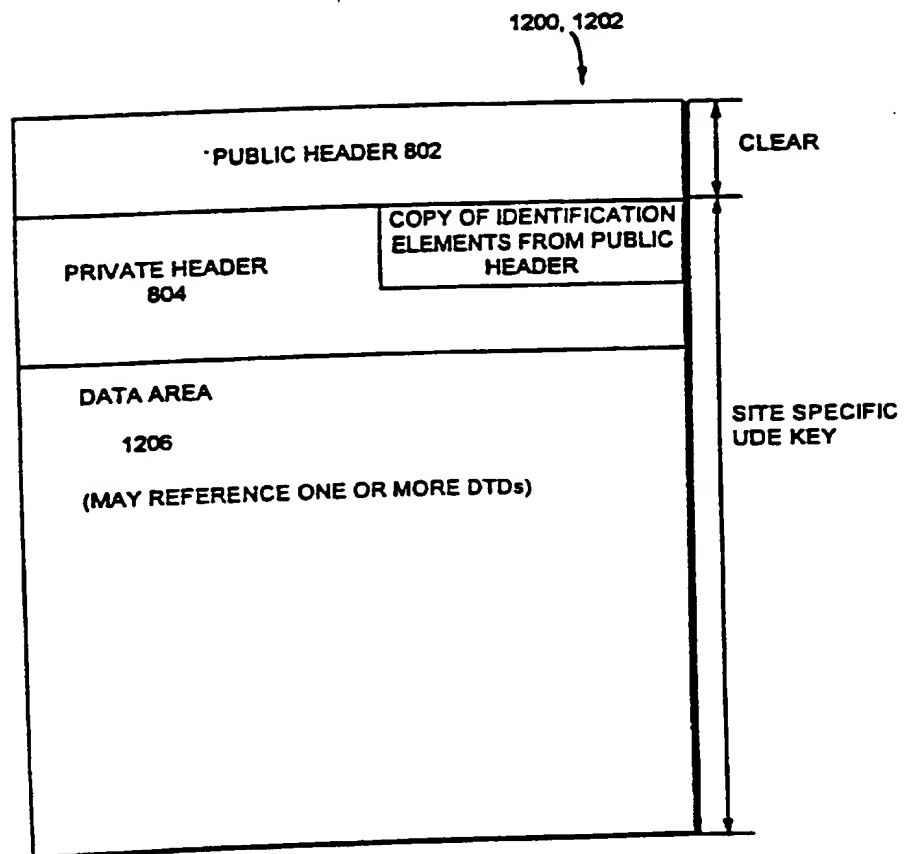 1200, 1202
PUBLIC HEADER 802
CLEAR
COPY OF IDENTIFICATION
ELEMENTS FROM PUBLIC
HEADER
PRIVATE HEADER
804
DATA AREA
1206
(MAY REFERENCE ONE OR MORE DTDs)
SITE SPECIFIC
UDE KEY